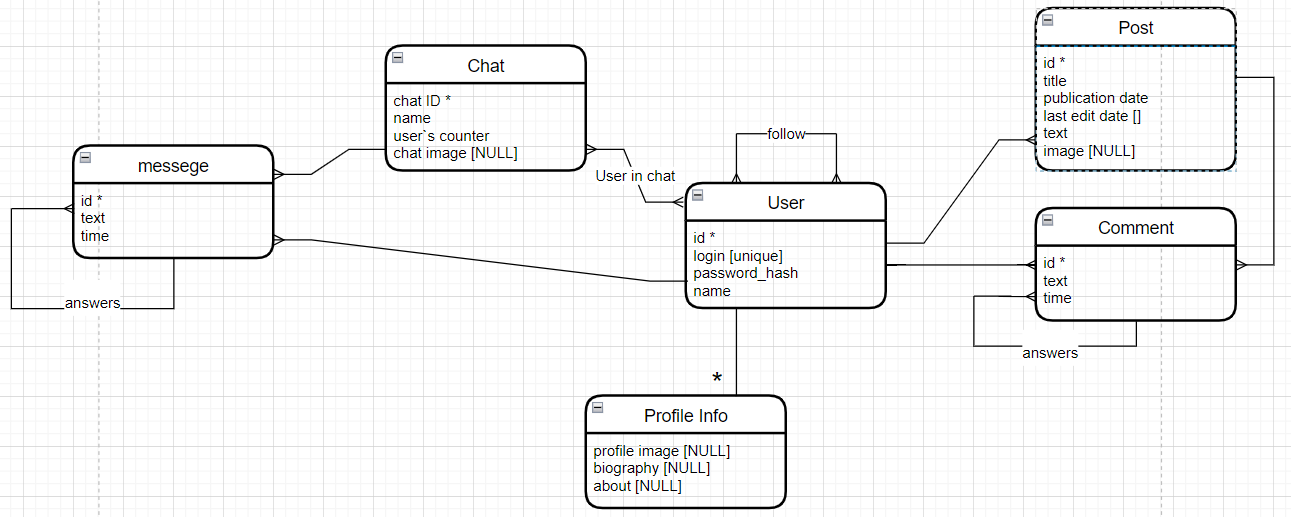 Post
id *
title
publication date
last edit date []
text
image [NULL]
Chat
chat ID *
name
user`s counter
chat image [NULL]
follow
User in chat
messege
id *
text
time
answers
User
id *
login [unique]
password_hash
name
Comment
id *
text
time
answers
*
Profile Info
profile image [NULL]
biography [NULL]
about [NULL]